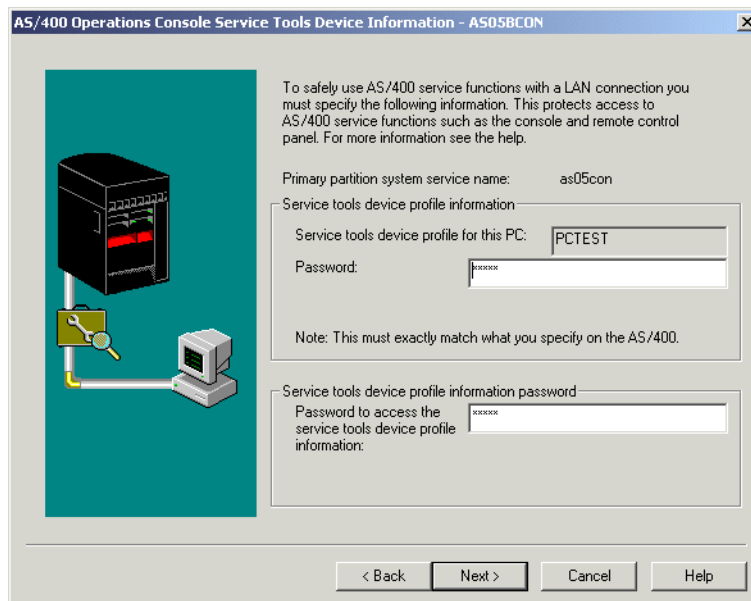 AS/400 Operations Console Service Tools Device Information - AS05BCON
To safely use AS/400 service functions with a LAN connection you
must specify the following information. This protects access to
AS/400 service functions such as the console and remote control
panel. For more information see the help.
Primary partition system service name: as05con
Service tools device profile information
Service tools device profile for this PC: PCTEST
Password: *****
Note: This must exactly match what you specify on the AS/400.
Service tools device profile information password
Password to access the *****
service tools device profile
information:
< Back Next > Cancel Help